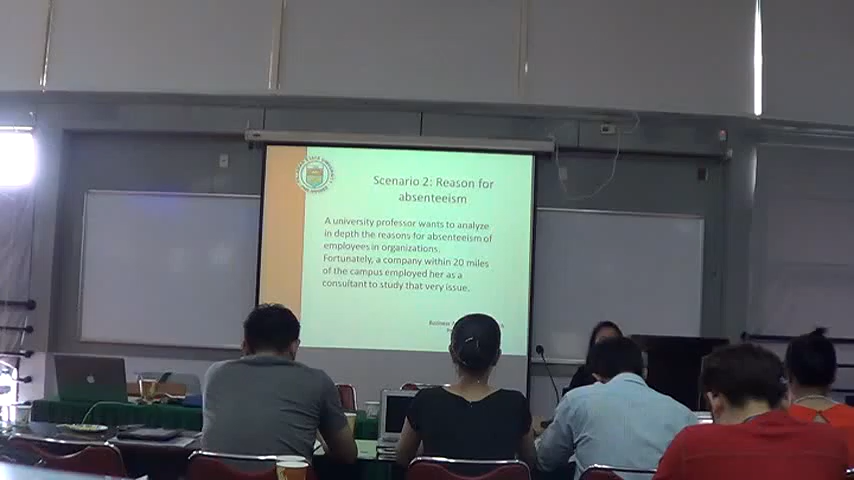 Scenario 2: Reason for
absenteeism
A university professor wants to analyze
in depth the reasons for absenteeism of
employees in organizations.
Fortunately, a company within 20 miles
of the campus employed her as a
consultant to study that very issue.
Business